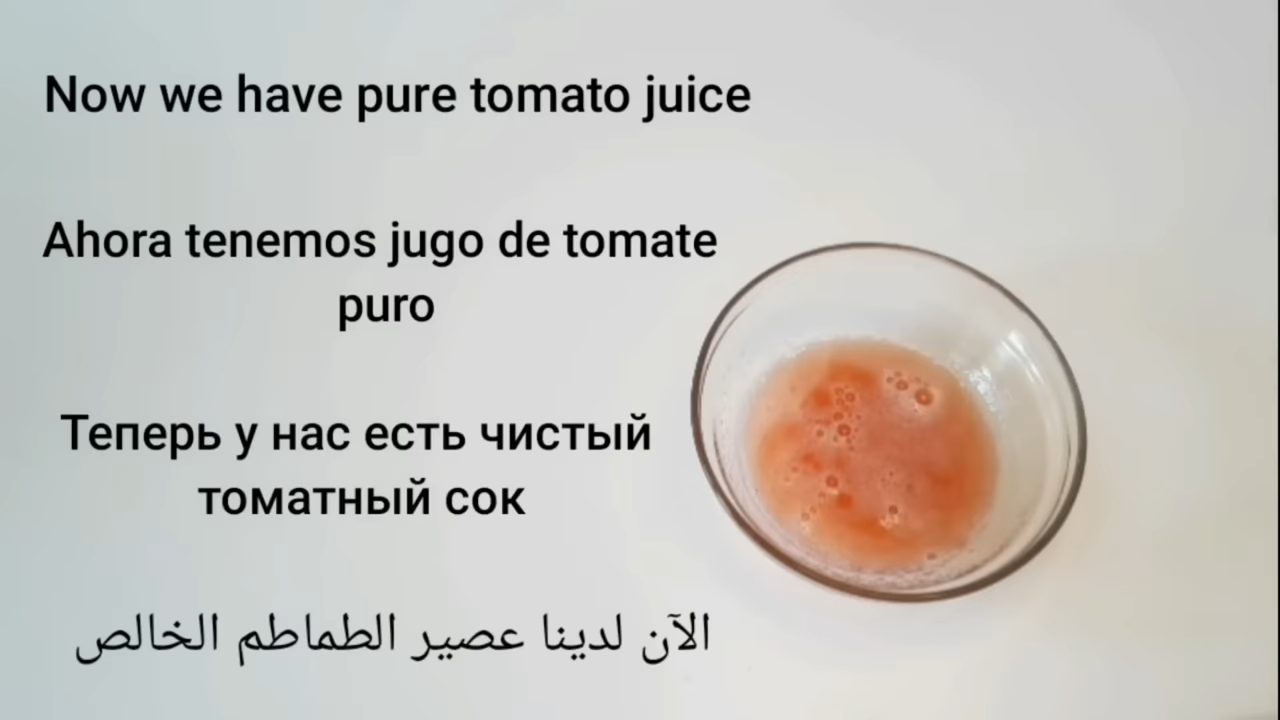 Now we have pure tomato juice
Ahora tenemos jugo de tomate
puro
Теперь у нас есть чистый
томатный сок
الآن لدينا عصير الطماطم الخالص